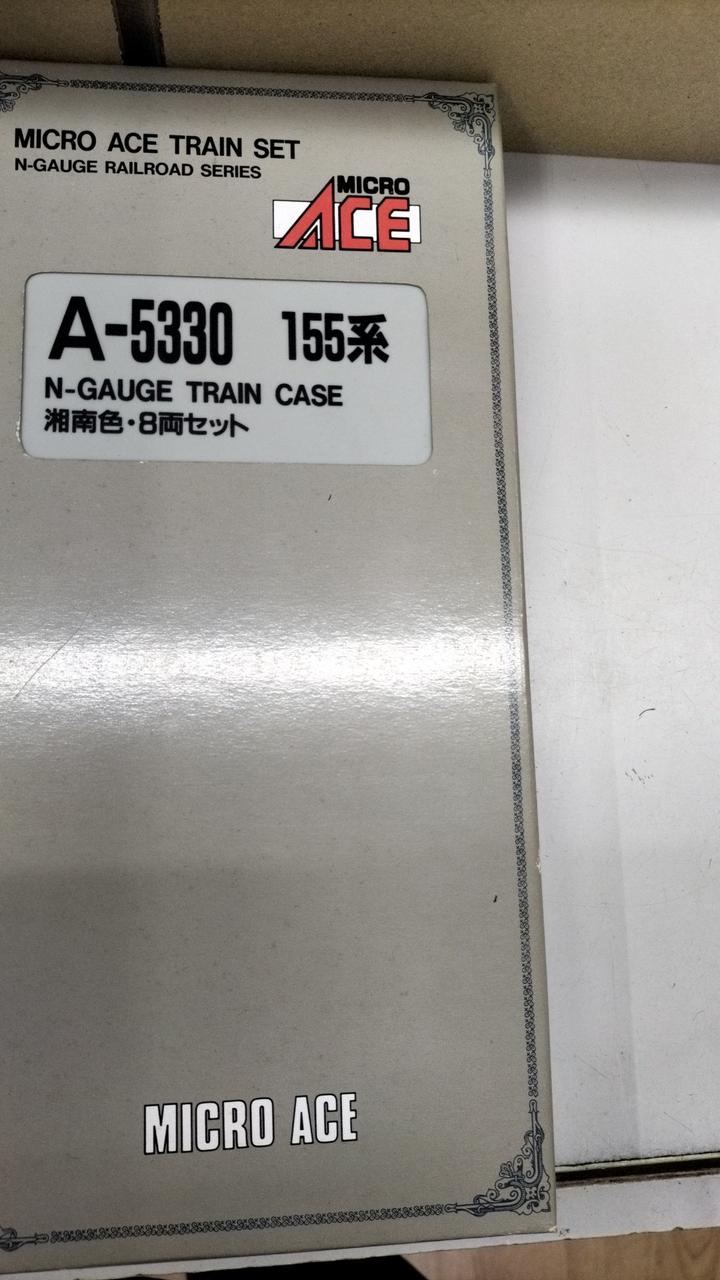 MICRO ACE TRAIN SET
N-GAUGE RAILROAD SERIES
MICRO
ACE
A-5330 155系
N-GAUGE TRAIN CASE
湘南色・8両セット
MICRO ACE